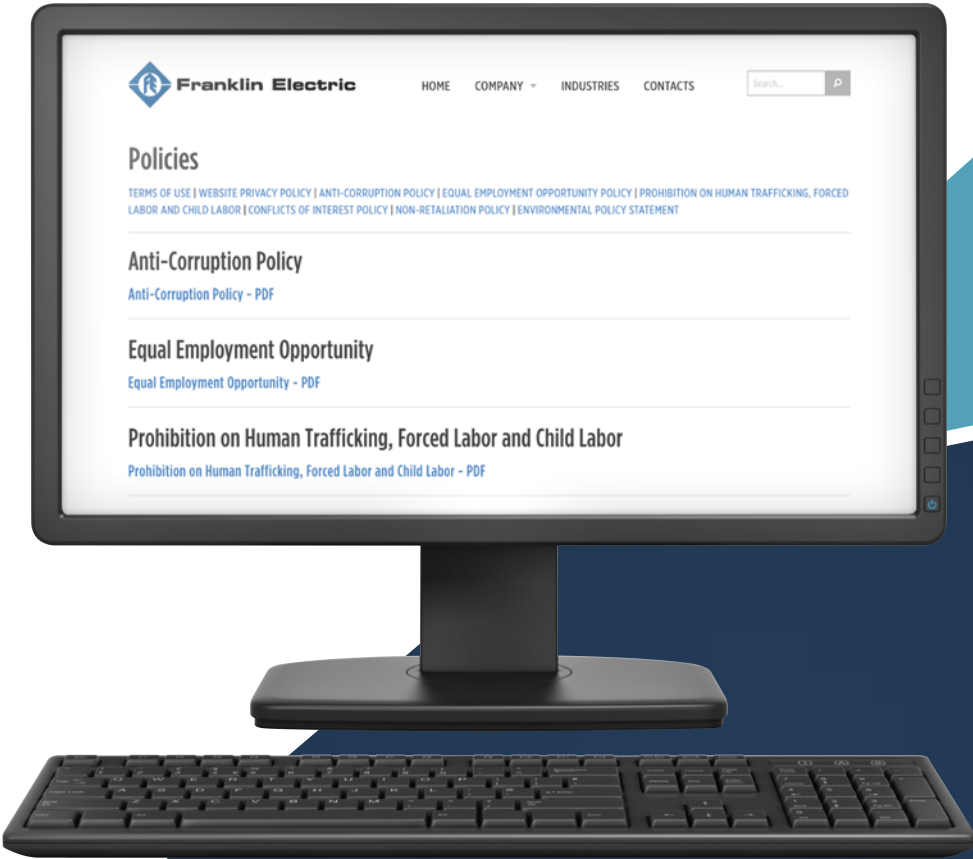 Franklin Electric
HOME COMPANY INDUSTRIES CONTACTS
Search...
Policies
TERMS OF USE | WEBSITE PRIVACY POLICY | ANTI-CORRUPTION POLICY | EQUAL EMPLOYMENT OPPORTUNITY POLICY | PROHIBITION ON HUMAN TRAFFICKING, FORCED
LABOR AND CHILD LABOR | CONFLICTS OF INTEREST POLICY | NON-RETALIATION POLICY | ENVIRONMENTAL POLICY STATEMENT
Anti-Corruption Policy
Anti-Corruption Policy - PDF
Equal Employment Opportunity
Equal Employment Opportunity - PDF
Prohibition on Human Trafficking, Forced Labor and Child Labor
Prohibition on Human Trafficking, Forced Labor and Child Labor - PDF
Q W E R T Y U I O P
A S D F G H J K L
Z X C V B N M